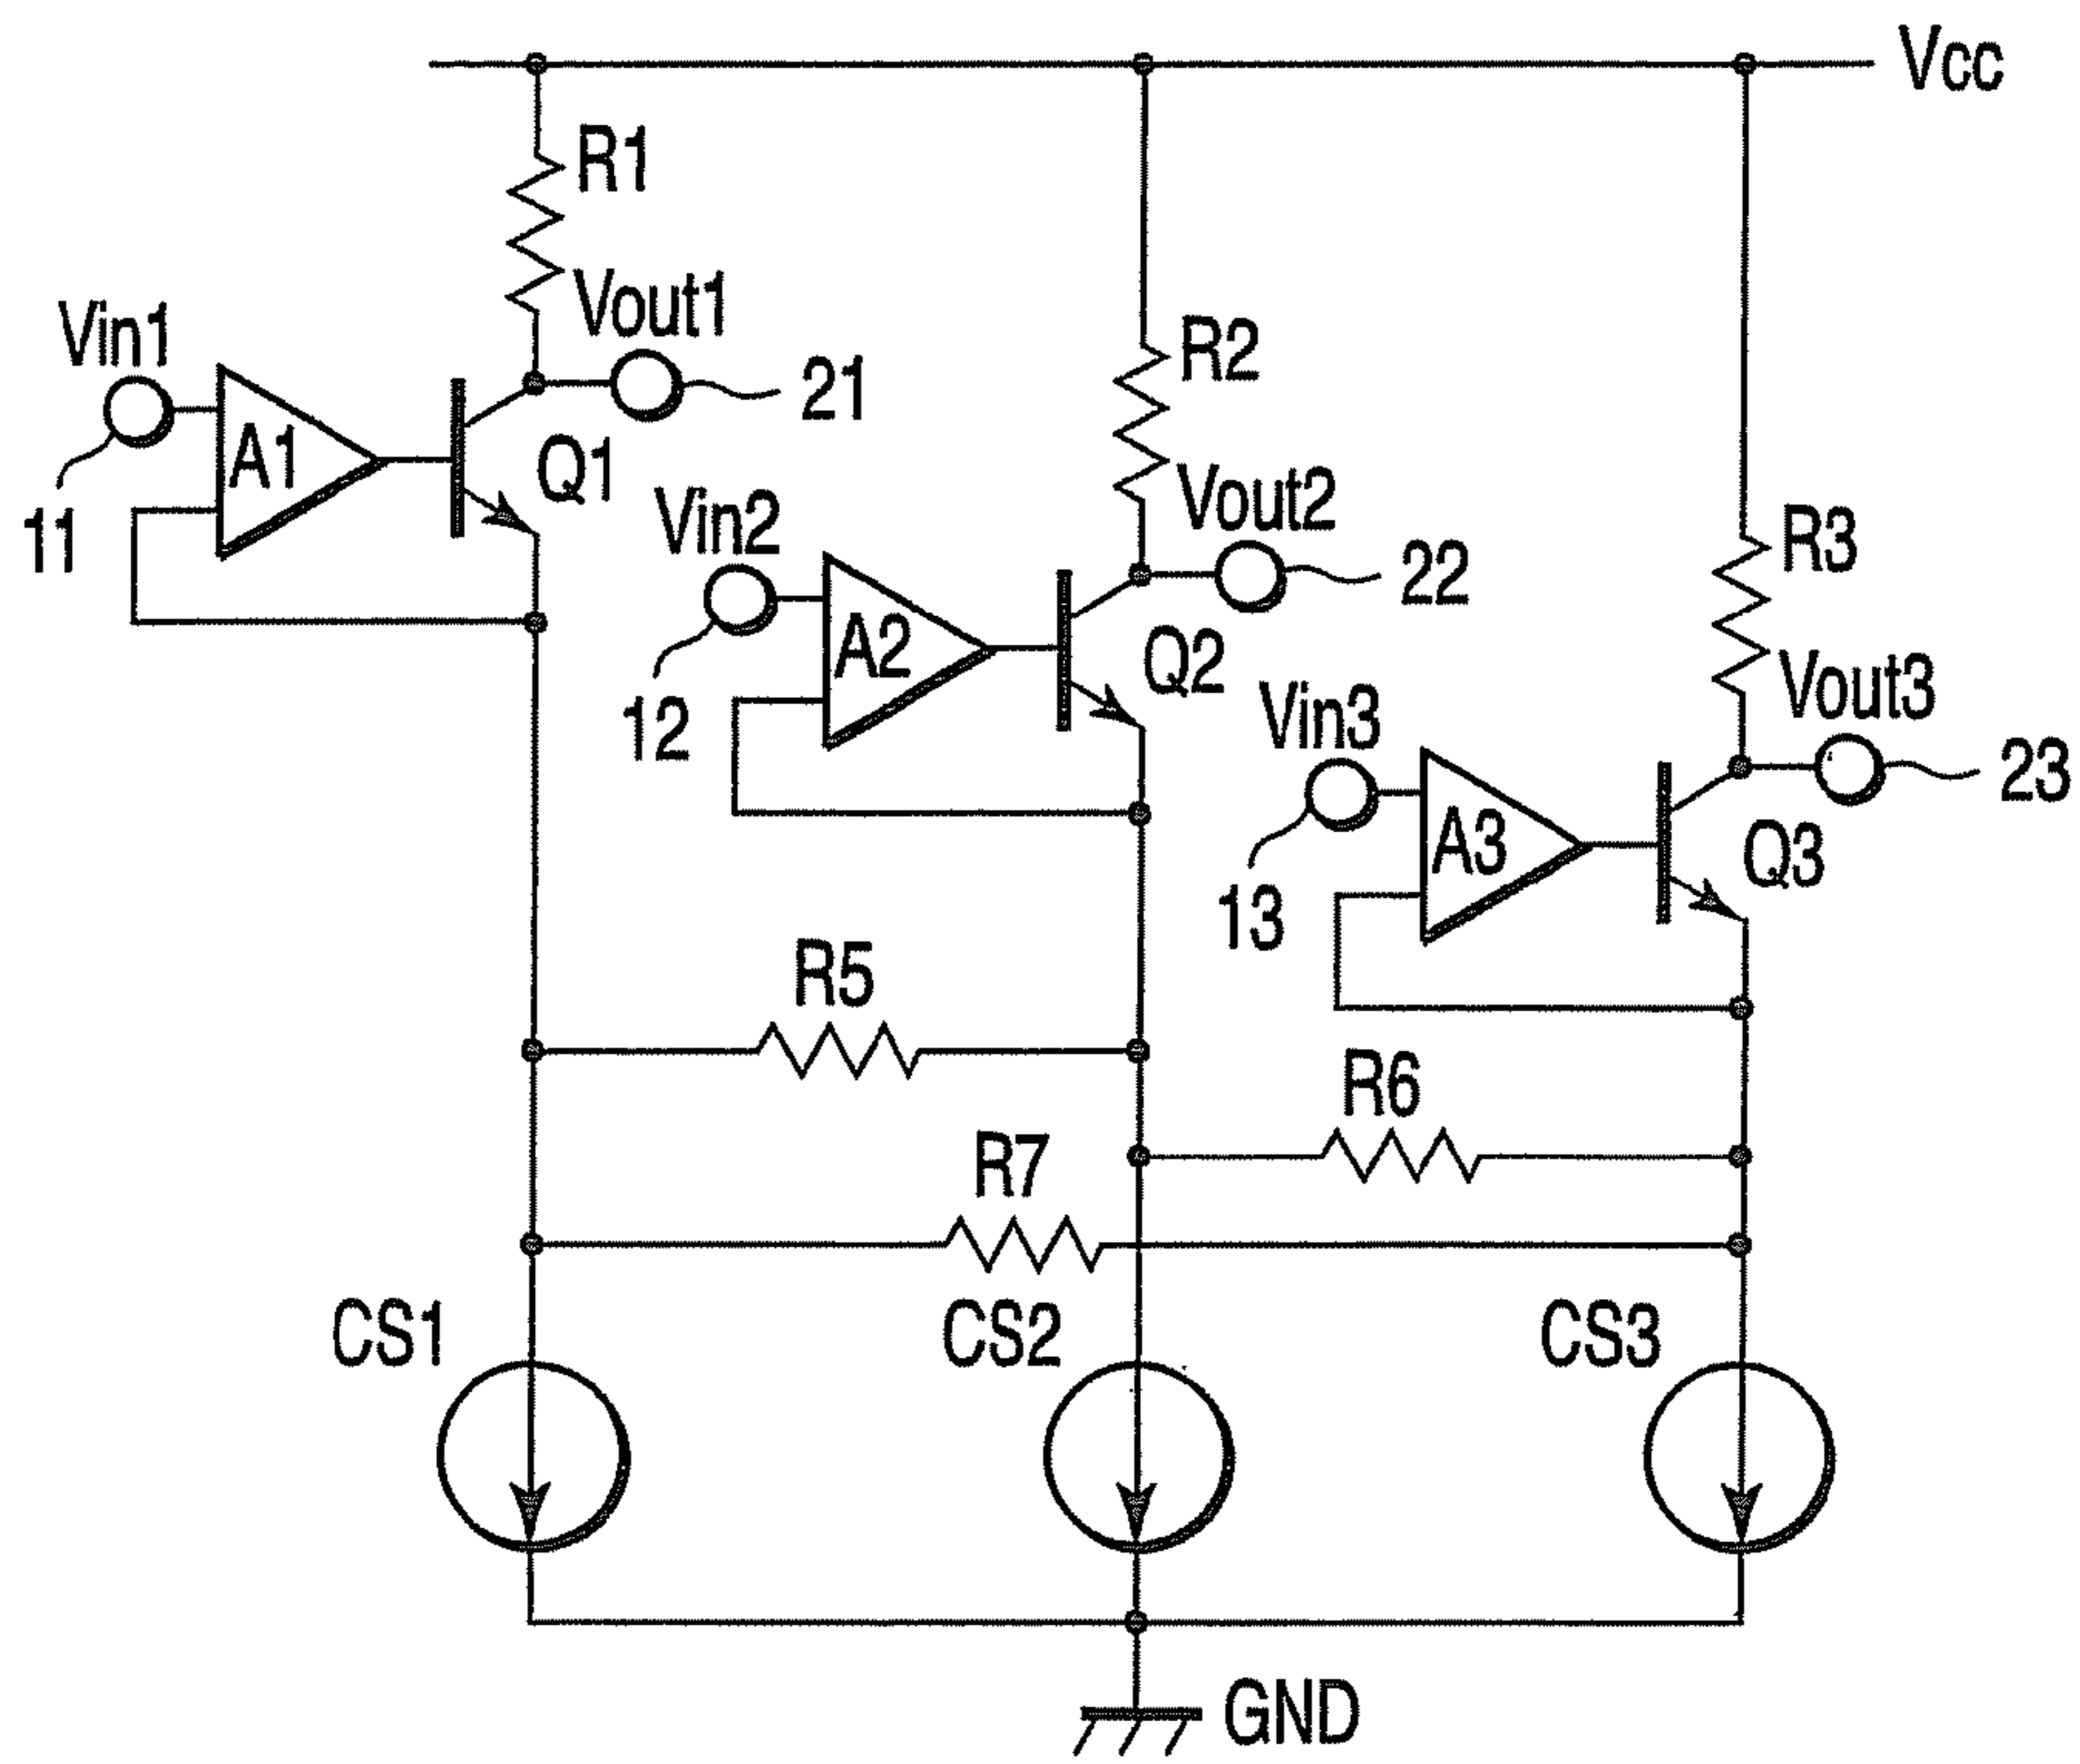 Vcc
R1
Vout1
Vin1
21
A1
Q1
11
R2
Vout2
Vin2
22
A2
Q2
12
R3
Vout3
Vin3
23
A3
Q3
13
R5
R6
R7
CS1
CS2
CS3
GND